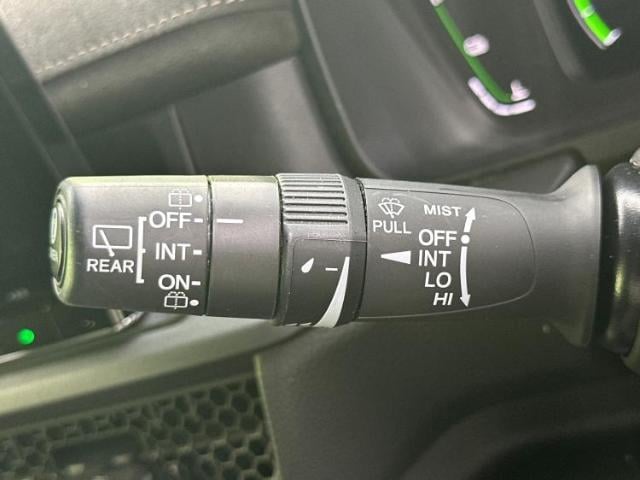 OFF
REAR
INT
ON
PULL
MIST
OFF
INT
LO
HI